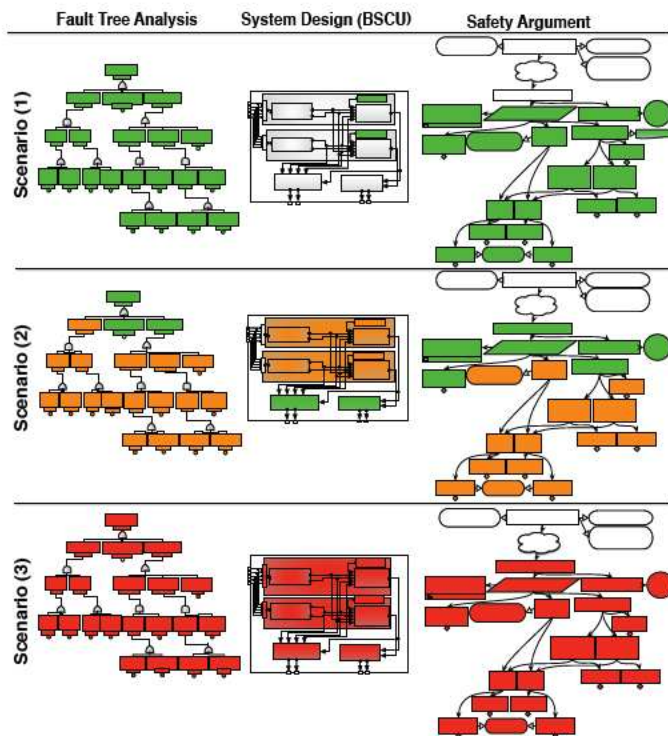 Fault Tree Analysis System Design (BSCU) Safety Argument
Scenario (1)
Scenario (2)
Scenario (3)